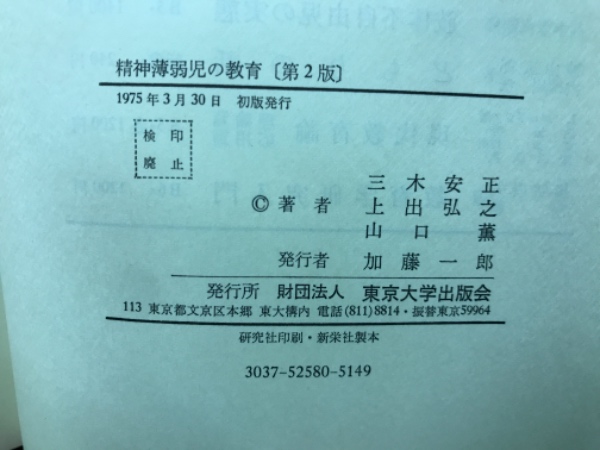 精神薄弱児の教育〔第2版〕
1975年3月30日 初版発行
検印
廃止
三木安正
©著者 上出弘之
山口薫
発行者 加藤一郎
発行所 財団法人 東京大学出版会
113 東京都文京区本郷 東大構内 電話(811)8814・振替東京59964
研究社印刷・新栄社製本
3037-52580-5149